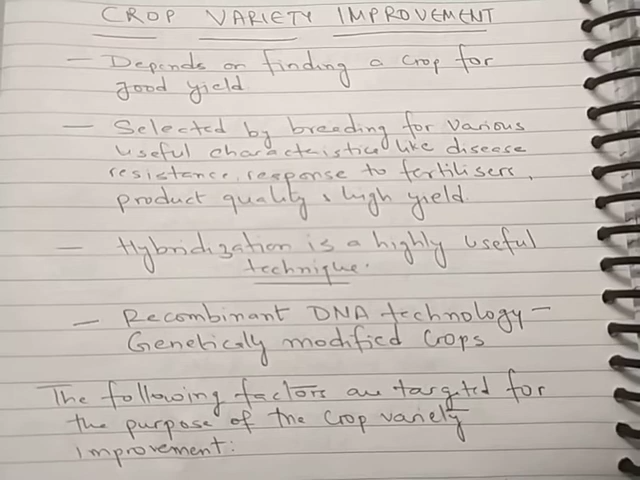 CROP VARIETY IMPROVEMENT
- Depends on finding a crop for
good yield
- Selected by breeding for various
useful characteristics like disease
resistance, response to fertilisers,
product quality & high yield.
- Hybridization is a highly useful
technique.
- Recombinant DNA technology -
Genetically modified Crops
The following factors are targeted for
the purpose of the Crop variety
improvement: